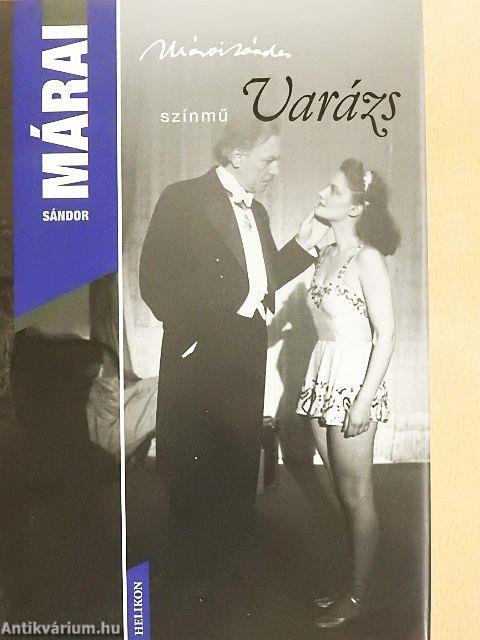 MÁRAI
SÁNDOR
Márai Sándor
színmű Varázs
HELIKON
Antikvárium.hu